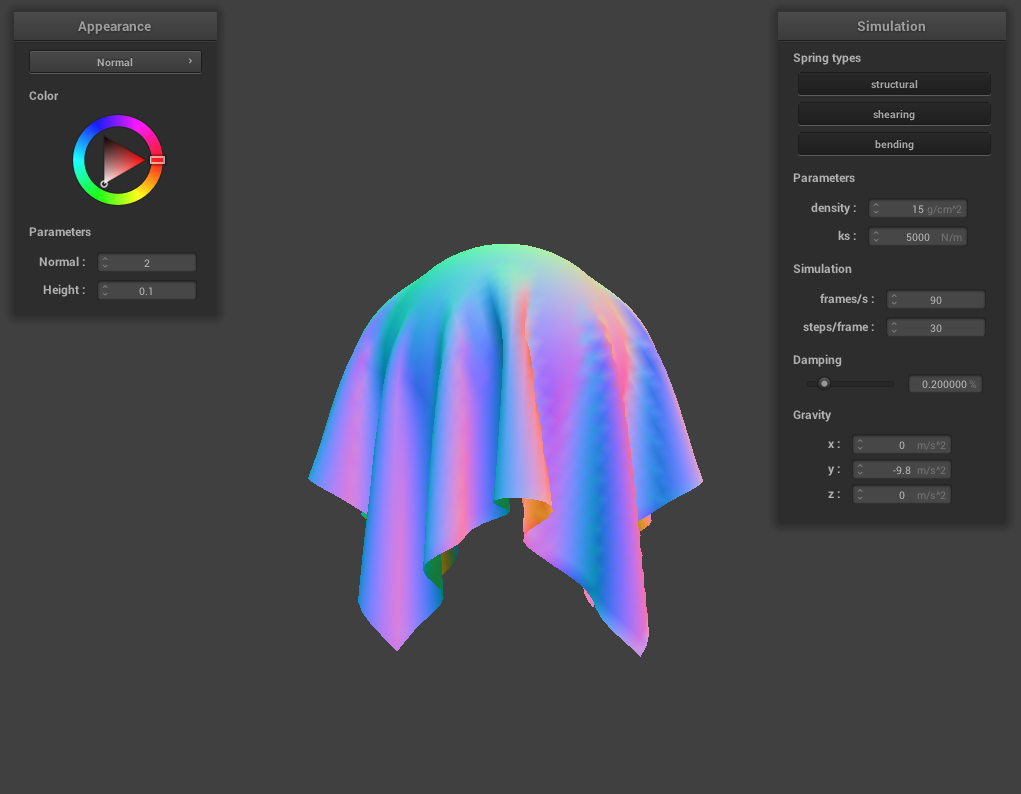 Appearance
Normal ›
Color
Parameters
Normal : 2
Height : 0.1
Simulation
Spring types
structural
shearing
bending
Parameters
density : 15 g/cm^2
ks : 5000 N/m
Simulation
frames/s : 90
steps/frame : 30
Damping
0.200000 %
Gravity
x : 0 m/s^2
y : -9.8 m/s^2
z : 0 m/s^2